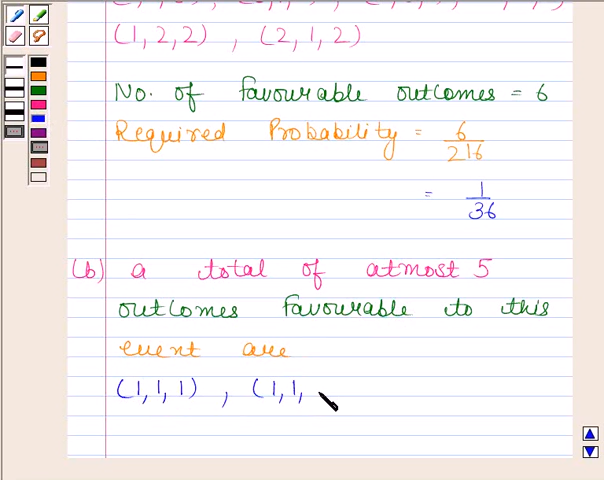 (1,2,2) , (2,1,2)
No. of favourable outcomes = 6
Required Probability = 6/216
= 1/36
(b) a total of atmost 5
outcomes favourable to this
event are
(1,1,1) , (1,1,